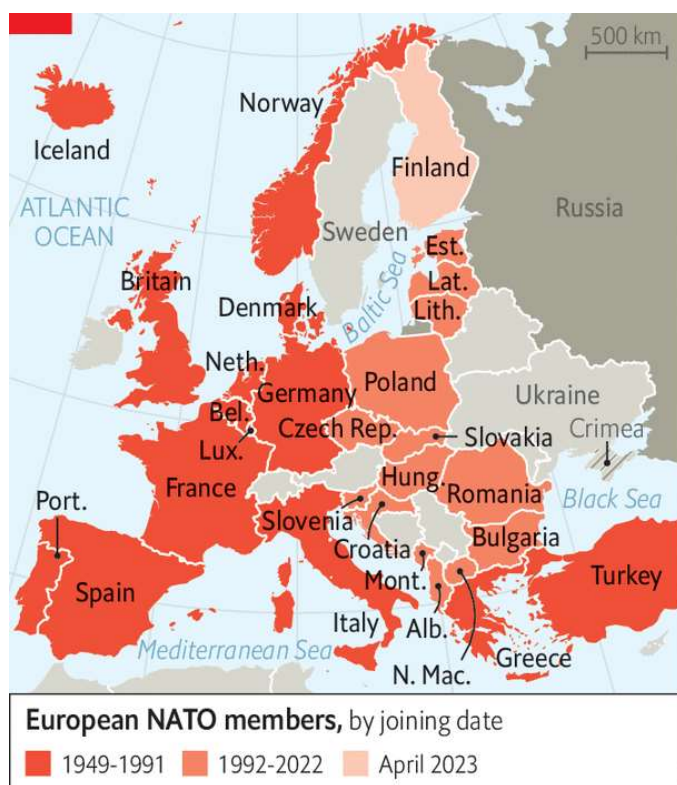 500 km
Norway
Iceland
Finland
Russia
ATLANTIC
OCEAN
Sweden
Est.
Baltic Sea
Lat.
Britain
Lith.
Denmark
Neth.
Germany
Poland
Ukraine
Bel.
Czech Rep.
Slovakia
Crimea
Lux.
Hung.
France
Romania
Port.
Black Sea
Slovenia
Croatia
Bulgaria
Mont.
Turkey
Spain
Italy
Alb.
Mediterranean Sea
Greece
N. Mac.
European NATO members, by joining date
1949-1991 1992-2022 April 2023